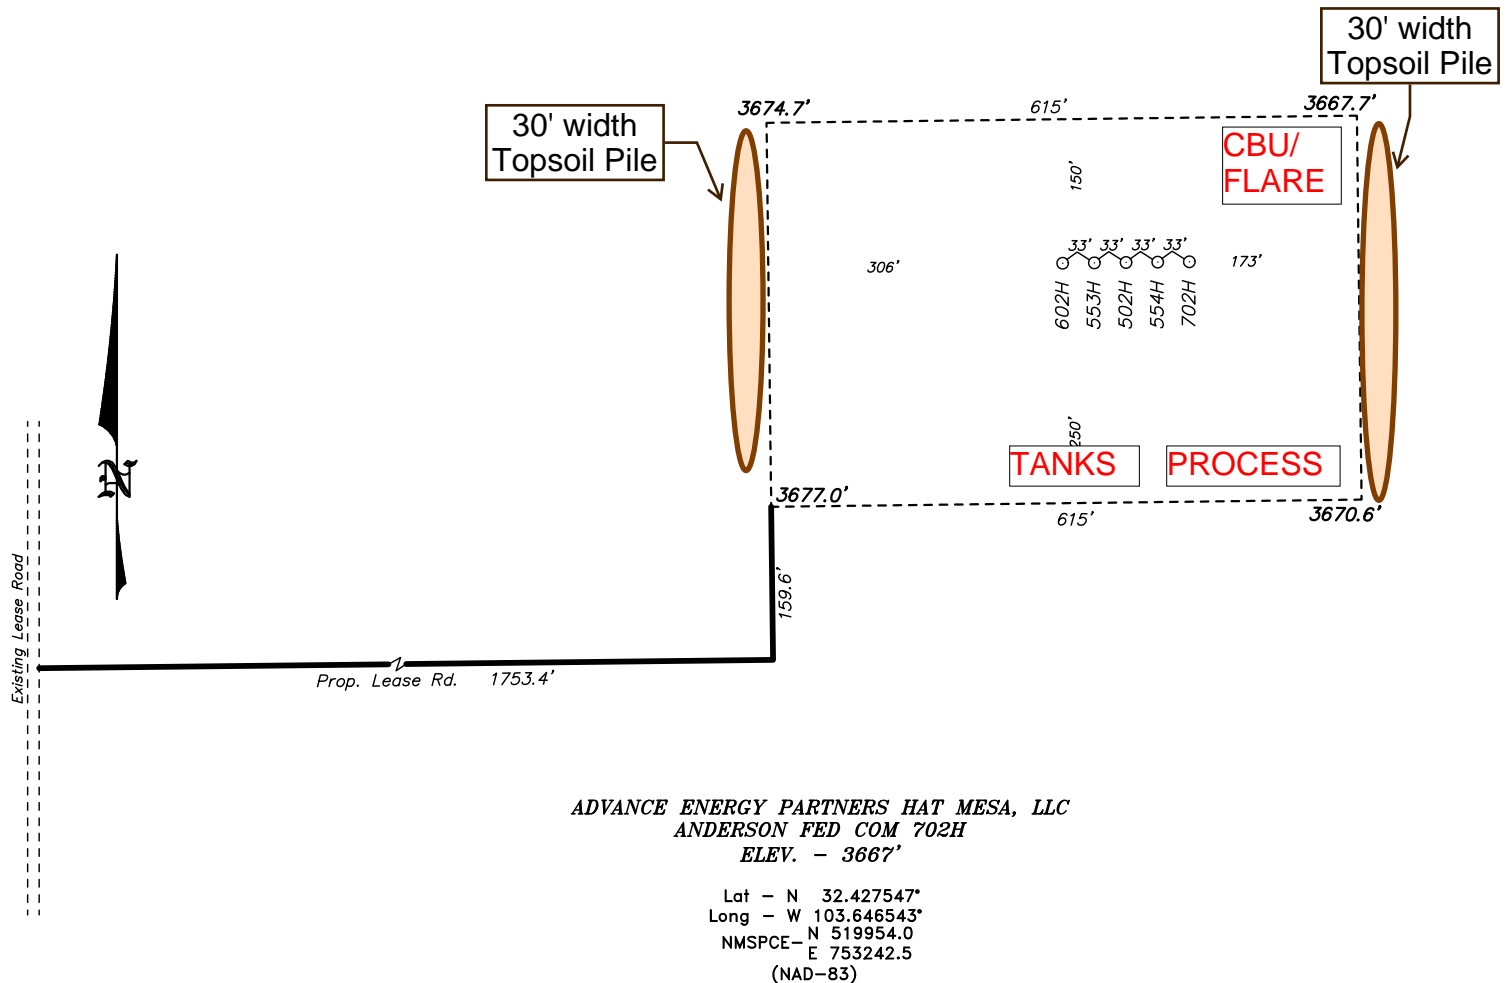 30' width
Topsoil Pile
30' width
Topsoil Pile
3674.7'
615'
3667.7'
CBU/
FLARE
150'
33' 33' 33' 33'
306'
173'
602H
553H
502H
554H
702H
250'
TANKS
PROCESS
3677.0'
615'
3670.6'
N
159.6'
Existing Lease Road
Prop. Lease Rd. 1753.4'
ADVANCE ENERGY PARTNERS HAT MESA, LLC
ANDERSON FED COM 702H
ELEV. - 3667'
Lat - N 32.427547°
Long - W 103.646543°
NMSPCE- N 519954.0
E 753242.5
(NAD-83)